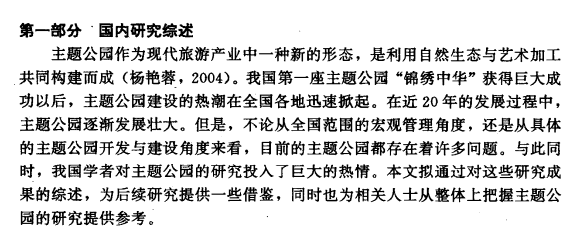 第一部分 国内研究综述
主题公园作为现代旅游产业中一种新的形态，是利用自然生态与艺术加工
共同构建而成（杨艳蓉，2004）。我国第一座主题公园“锦绣中华”获得巨大成
功以后，主题公园建设的热潮在全国各地迅速掀起。在近 20 年的发展过程中，
主题公园逐渐发展壮大。但是，不论从全国范围的宏观管理角度，还是从具体
的主题公园开发与建设角度来看，目前的主题公园都存在着许多问题。与此同
时，我国学者对主题公园的研究投入了巨大的热情。本文拟通过对这些研究成
果的综述，为后续研究提供一些借鉴，同时也为相关人士从整体上把握主题公
园的研究提供参考。